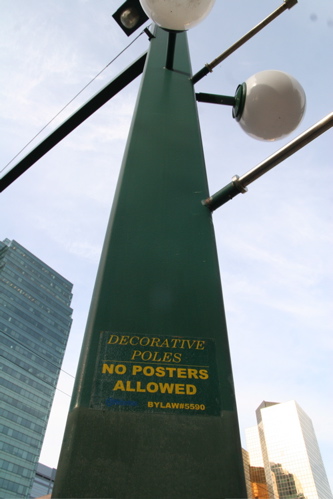 DECORATIVE
POLES
NO POSTERS
ALLOWED
BYLAW#5590